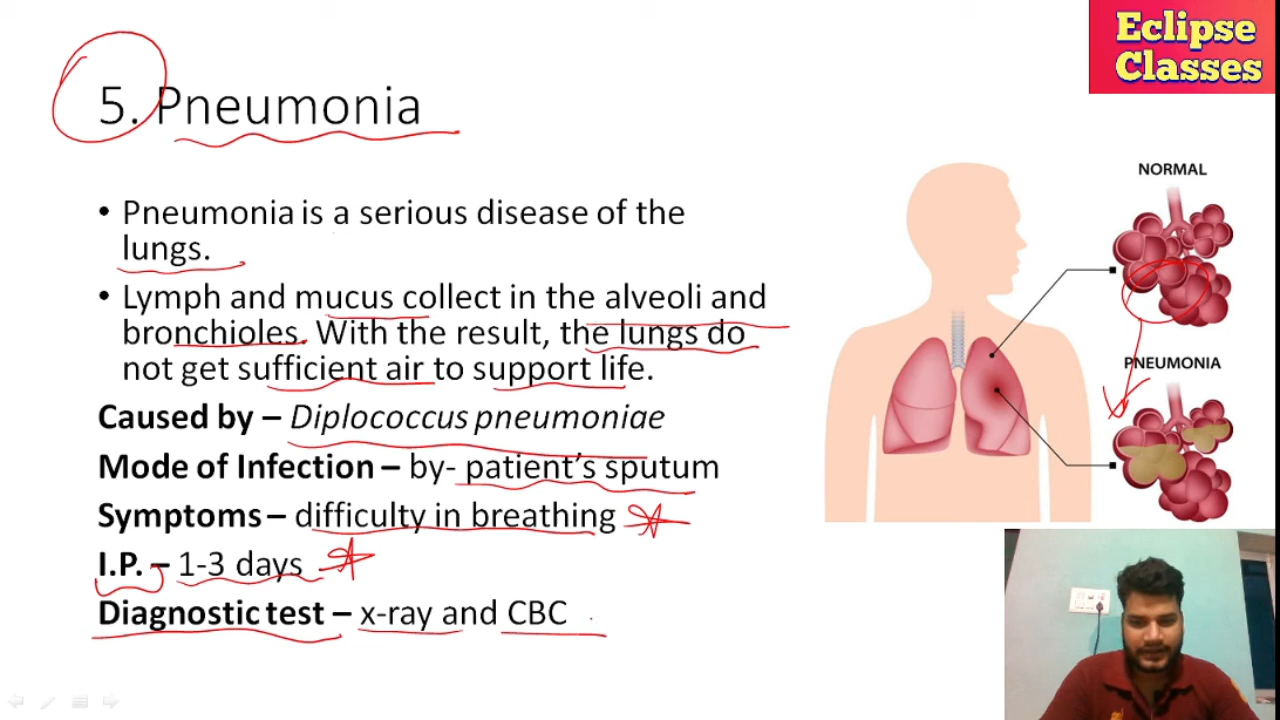 Eclipse
Classes
5. Pneumonia
• Pneumonia is a serious disease of the
lungs.
• Lymph and mucus collect in the alveoli and
bronchioles. With the result, the lungs do
not get sufficient air to support life.
Caused by – Diplococcus pneumoniae
Mode of Infection – by- patient's sputum
Symptoms – difficulty in breathing
I.P. – 1-3 days
Diagnostic test – x-ray and CBC
NORMAL
PNEUMONIA